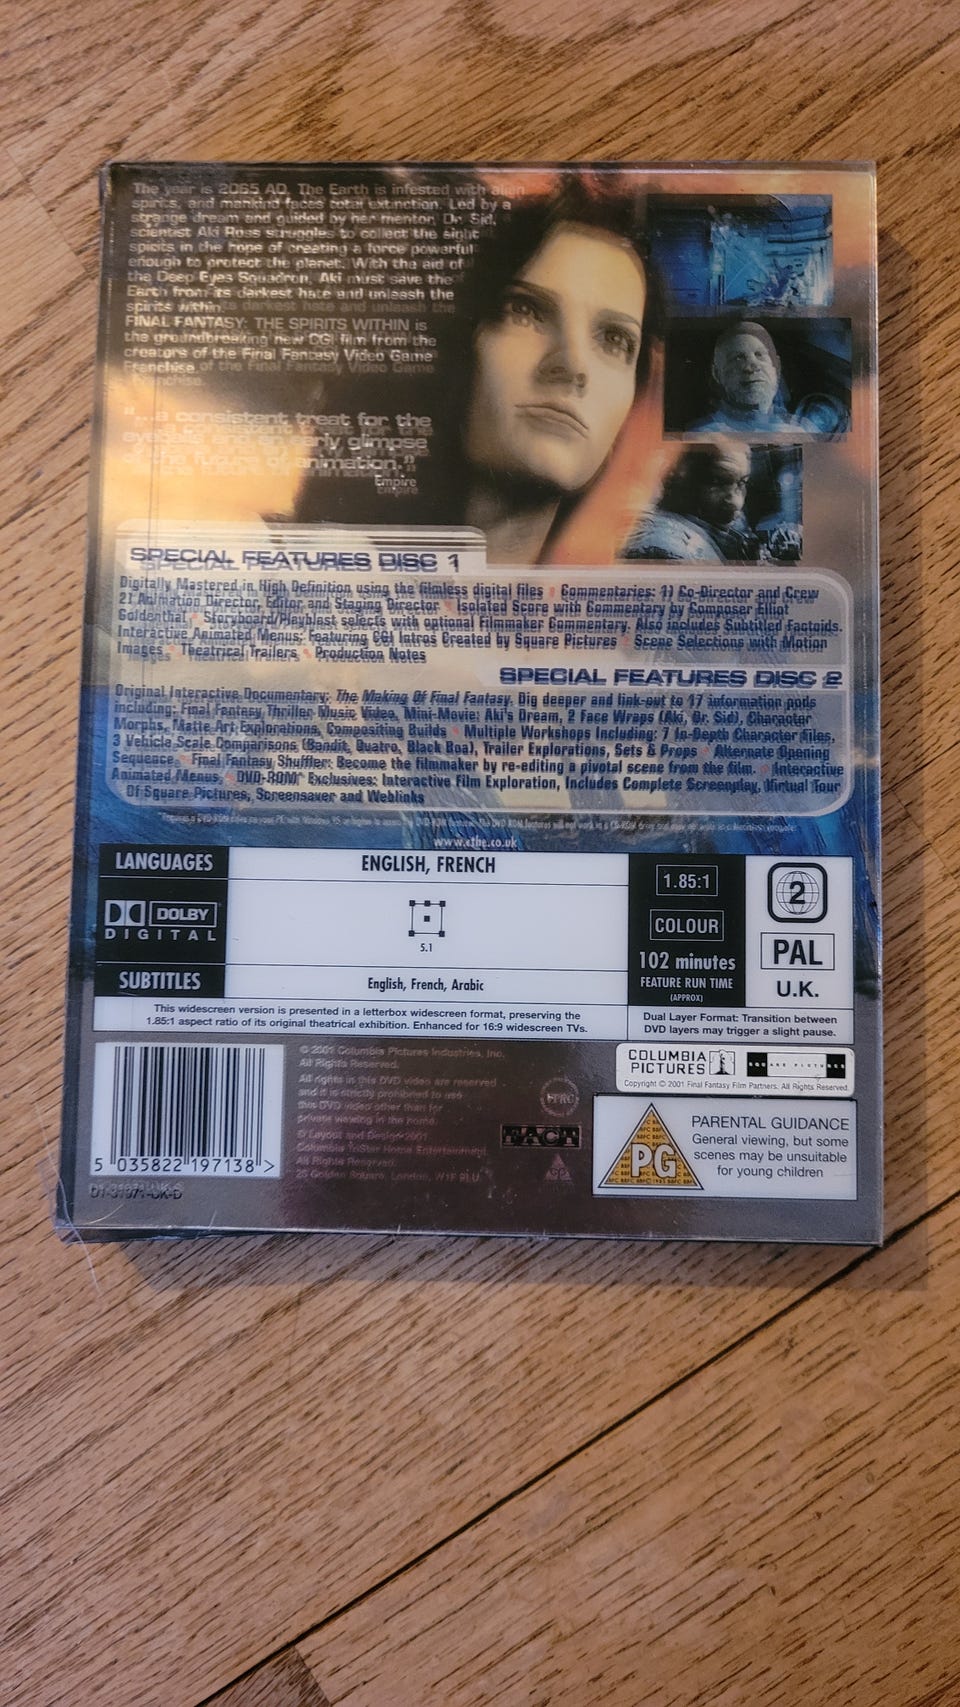 The year is 2065 AD. The Earth is infested with alien
spirits, and mankind faces total extinction. Led by a
strange dream and guided by her mentor, Dr. Sid,
scientist Aki Ross struggles to collect the eight
spirits in the hope of creating a force powerful
enough to protect the planet. With the aid of
the Deep Eyes Squadron, Aki must save the
Earth from its darkest hate and unleash the
spirits within.
FINAL FANTASY: THE SPIRITS WITHIN is
the groundbreaking new CGI film from the
creators of the Final Fantasy Video Game
Franchise.
"...a consistent treat for the
eyeballs and an early glimpse
of the future of animation."
Empire
SPECIAL FEATURES DISC 1
Digitally Mastered in High Definition using the filmless digital files • Commentaries: 1) Co-Director and Crew
2) Animation Director, Editor and Staging Director • Isolated Score with Commentary by Composer Elliot
Goldenthal • Storyboard/Playblast selects with optional Filmmaker Commentary. Also includes Subtitled Factoids.
Interactive Animated Menus: Featuring CGI Intros Created by Square Pictures • Scene Selections with Motion
Images • Theatrical Trailers • Production Notes
SPECIAL FEATURES DISC 2
Original Interactive Documentary: The Making Of Final Fantasy. Dig deeper and link-out to 17 information pods
including: Final Fantasy Thriller Music Video, Mini-Movie: Aki's Dream, 2 Face Wraps (Aki, Dr. Sid), Character
Morphs, Matte Art Explorations, Compositing Builds • Multiple Workshops Including: 7 In-Depth Character Files,
3 Vehicle Scale Comparisons (Bandit, Quatro, Black Boa), Trailer Explorations, Sets & Props • Alternate Opening
Sequence • Final Fantasy Shuffler: Become the filmmaker by re-editing a pivotal scene from the film. • Interactive
Animated Menus • DVD-ROM* Exclusives: Interactive Film Exploration, Includes Complete Screenplay, Virtual Tour
Of Square Pictures, Screensaver and Weblinks
www.cthe.co.uk
LANGUAGES
ENGLISH, FRENCH
DOLBY
DIGITAL
5.1
SUBTITLES
English, French, Arabic
1.85:1
COLOUR
102 minutes
FEATURE RUN TIME
(APPROX)
2
PAL
U.K.
This widescreen version is presented in a letterbox widescreen format, preserving the
1.85:1 aspect ratio of its original theatrical exhibition. Enhanced for 16:9 widescreen TVs.
Dual Layer Format: Transition between
DVD layers may trigger a slight pause.
5 035822 197138 >
D1-31971-UK-D
© 2001 Columbia Pictures Industries, Inc.
All Rights Reserved.
All rights in this DVD video are reserved
and it is strictly prohibited to use
this DVD video other than for
private viewing in the home.
© Layout and Design 2001
Columbia TriStar Home Entertainment.
All Rights Reserved.
25 Golden Square, London, W1F 9LU.
FACT
COLUMBIA
PICTURES
SQUARE PICTURES
Copyright © 2001 Final Fantasy Film Partners. All Rights Reserved.
PG
PARENTAL GUIDANCE
General viewing, but some
scenes may be unsuitable
for young children